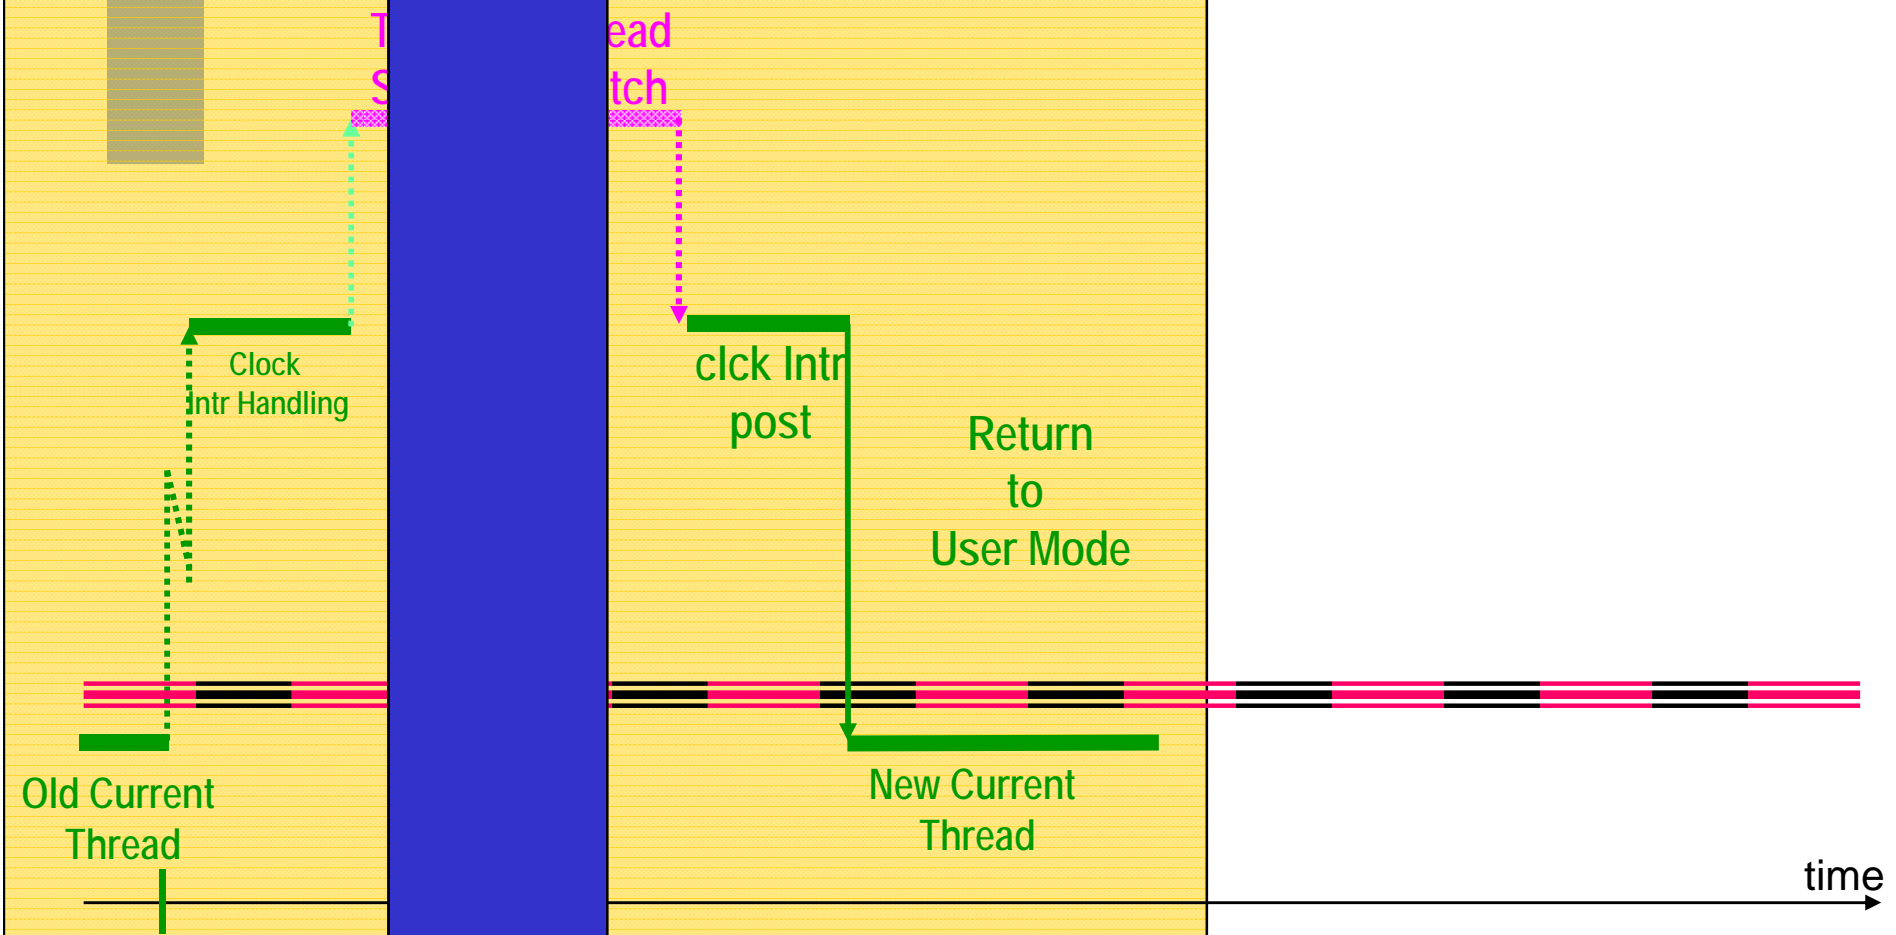 T ead
S tch
Clock
Intr Handling
clck Intr
post
Return
to
User Mode
Old Current
Thread
New Current
Thread
time